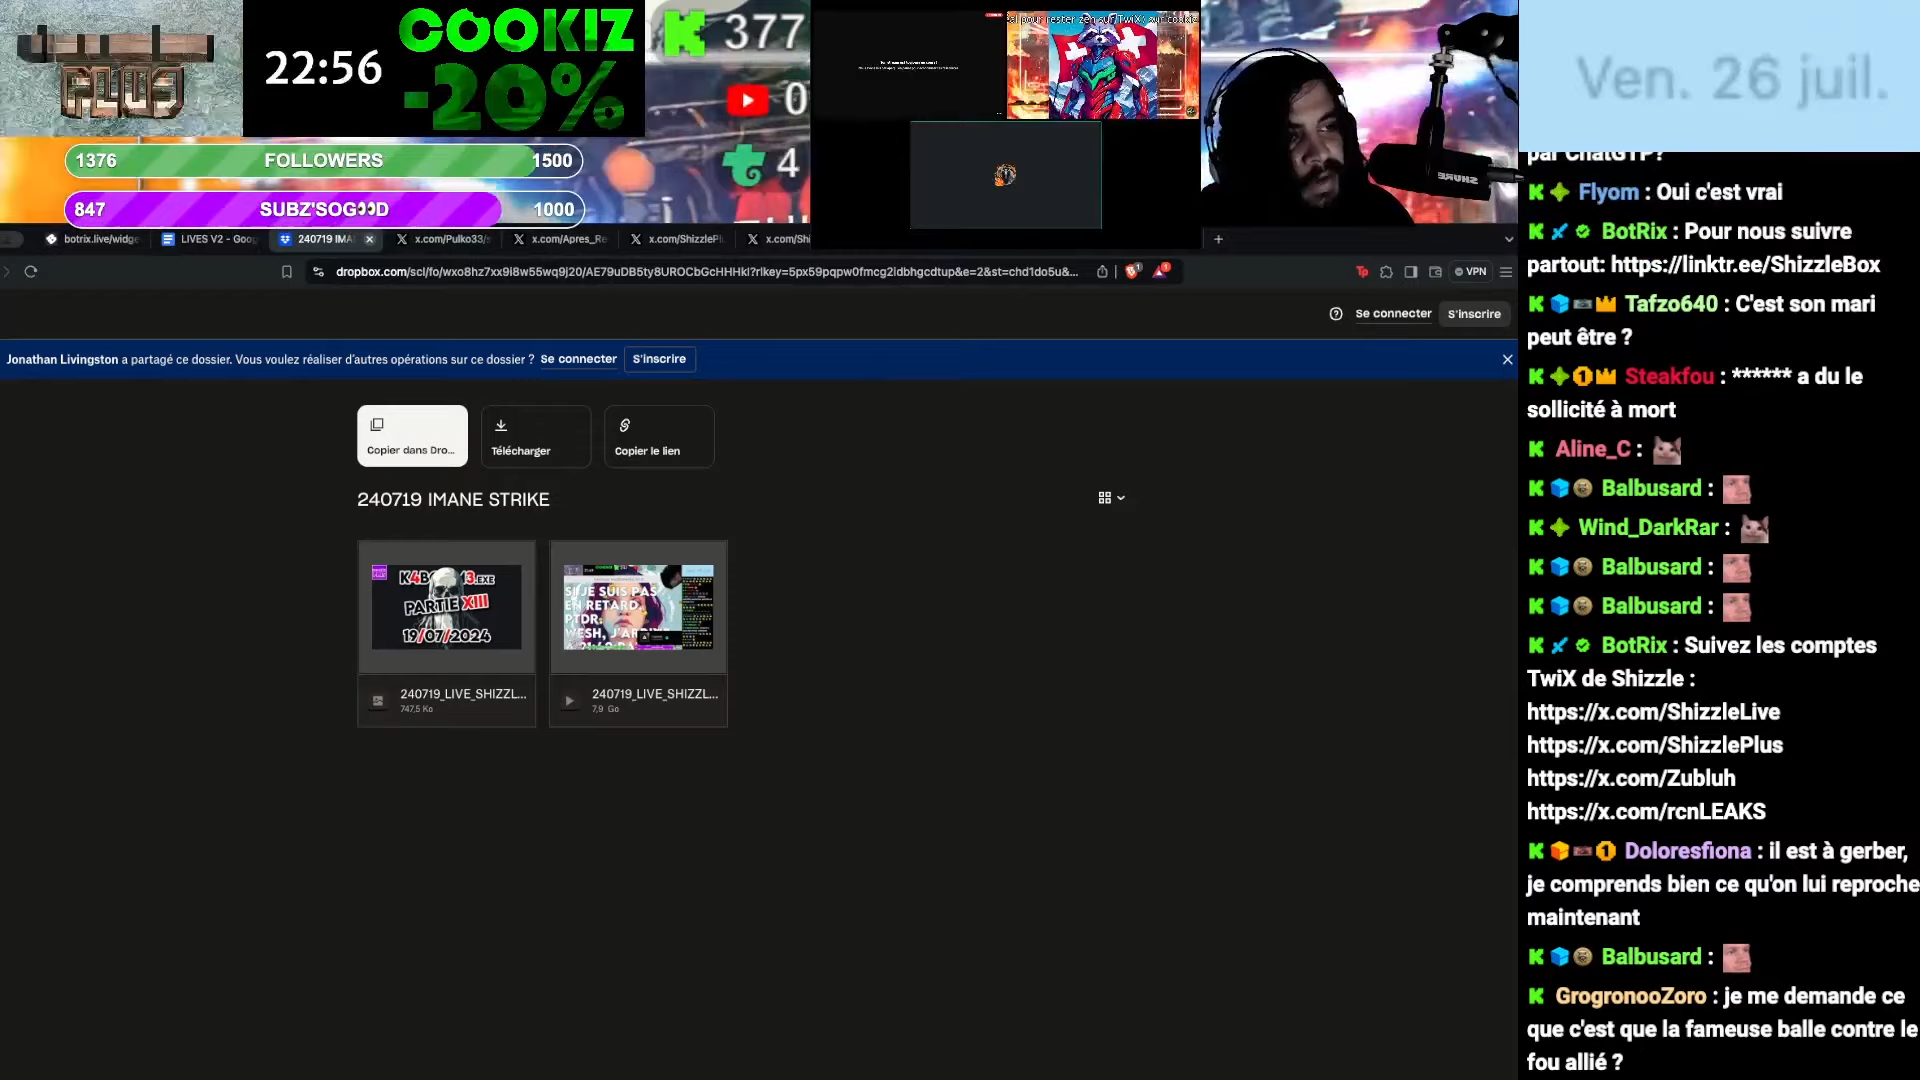 PLUS
22:56
COOKIZ
-20%
377
0
4
1376 FOLLOWERS 1500
847 SUBZ'SOG👀D 1000
Ven. 26 juil.
SHURE
botrix.live/widge
LIVES V2 - Goog
240719 IMA
x.com/Pulko33/s
x.com/Apres_Re
x.com/ShizzlePl
x.com/Shi
dropbox.com/scl/fo/wxo8hz7xx9i8w55wq9j20/AE79uDB5ty8UROCbGcHHHkI?rlkey=5px59pqpw0fmcg2idbhgcdtup&e=2&st=chd1do5u&...
VPN
Se connecter
S'inscrire
Jonathan Livingston a partagé ce dossier. Vous voulez réaliser d'autres opérations sur ce dossier ? Se connecter S'inscrire
Copier dans Dro...
Télécharger
Copier le lien
240719 IMANE STRIKE
PARTIE XIII
19/07/2024
SI JE SUIS PAS
EN RETARD.
PTDR.
WESH, J'ARR
240719_LIVE_SHIZZL...
747,5 Ko
240719_LIVE_SHIZZL...
7,9 Go
par ChatGTP?
Flyom : Oui c'est vrai
BotRix : Pour nous suivre
partout: https://linktr.ee/ShizzleBox
Tafzo640 : C'est son mari
peut être ?
Steakfou : ****** a du le
sollicité à mort
Aline_C :
Balbusard :
Wind_DarkRar :
Balbusard :
Balbusard :
BotRix : Suivez les comptes
TwiX de Shizzle :
https://x.com/ShizzleLive
https://x.com/ShizzlePlus
https://x.com/Zubluh
https://x.com/rcnLEAKS
Doloresfiona : il est à gerber,
je comprends bien ce qu'on lui reproche
maintenant
Balbusard :
GrogronooZoro : je me demande ce
que c'est que la fameuse balle contre le
fou allié ?